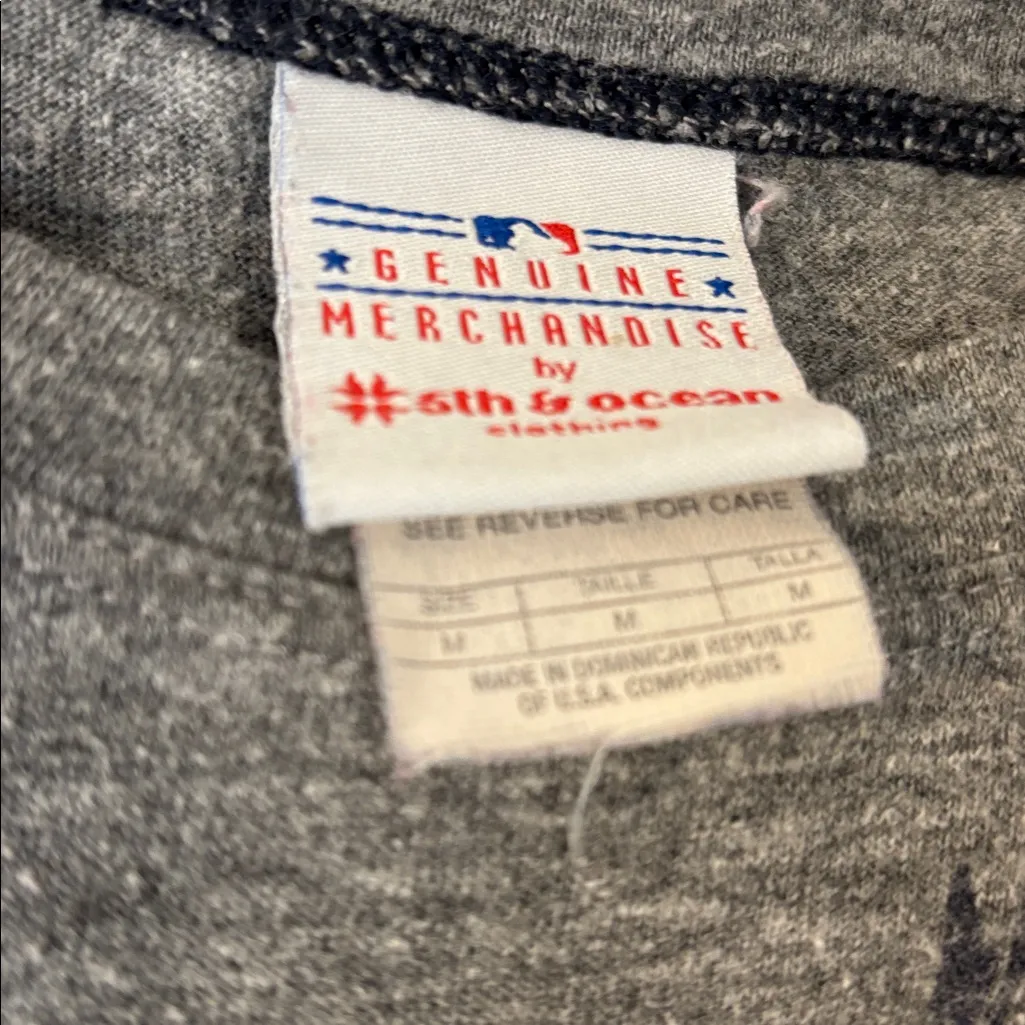 GENUINE
MERCHANDISE
by
5th & ocean
clothing
SEE REVERSE FOR CARE
SIZE TAILLE TALLA
M M M
MADE IN DOMINICAN REPUBLIC
OF U.S.A. COMPONENTS